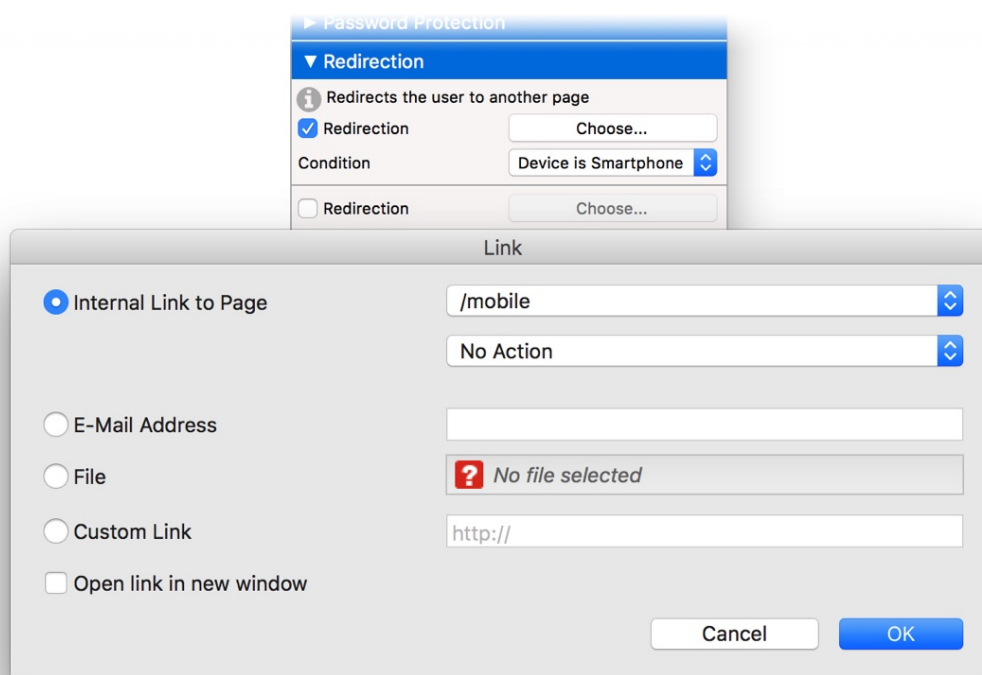 Password Protection
Redirection
Redirects the user to another page
Redirection Choose...
Condition Device is Smartphone
Redirection Choose...
Link
Internal Link to Page /mobile
No Action
E-Mail Address
File ? No file selected
Custom Link http://
Open link in new window
Cancel OK